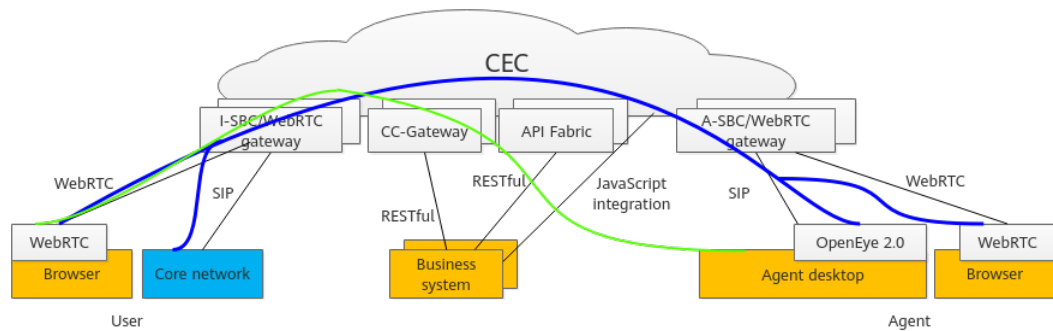 CEC
I-SBC/WebRTC
gateway
CC-Gateway
API Fabric
A-SBC/WebRTC
gateway
WebRTC
SIP
RESTful
RESTful
JavaScript
integration
SIP
WebRTC
WebRTC
Browser
Core network
Business
system
OpenEye 2.0
Agent desktop
WebRTC
Browser
User
Agent